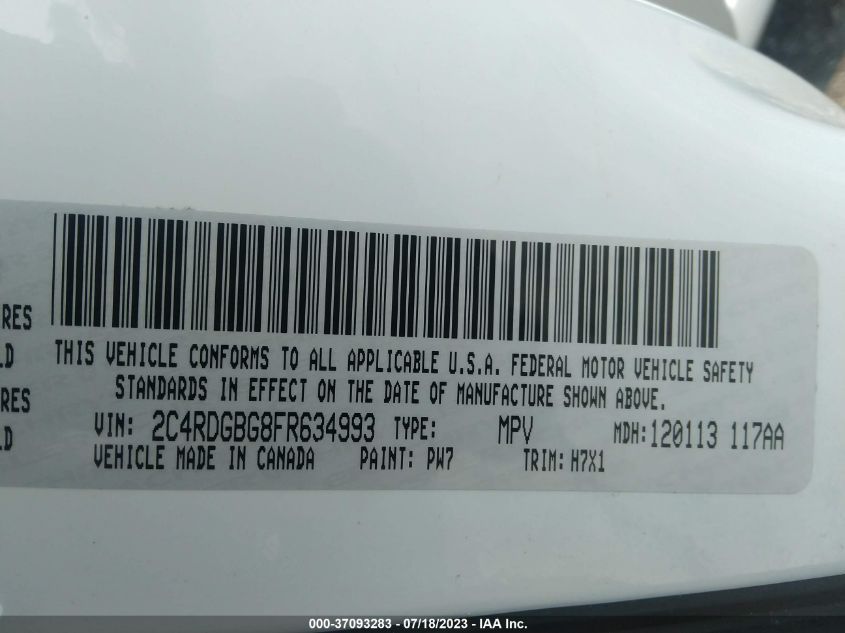 RES
LD
RES
LD
THIS VEHICLE CONFORMS TO ALL APPLICABLE U.S.A. FEDERAL MOTOR VEHICLE SAFETY
STANDARDS IN EFFECT ON THE DATE OF MANUFACTURE SHOWN ABOVE.
VIN: 2C4RDGBG8FR634993 TYPE: MPV MDH:120113 117AA
VEHICLE MADE IN CANADA PAINT: PW7 TRIM: H7X1
000-37093283 - 07/18/2023 - IAA Inc.